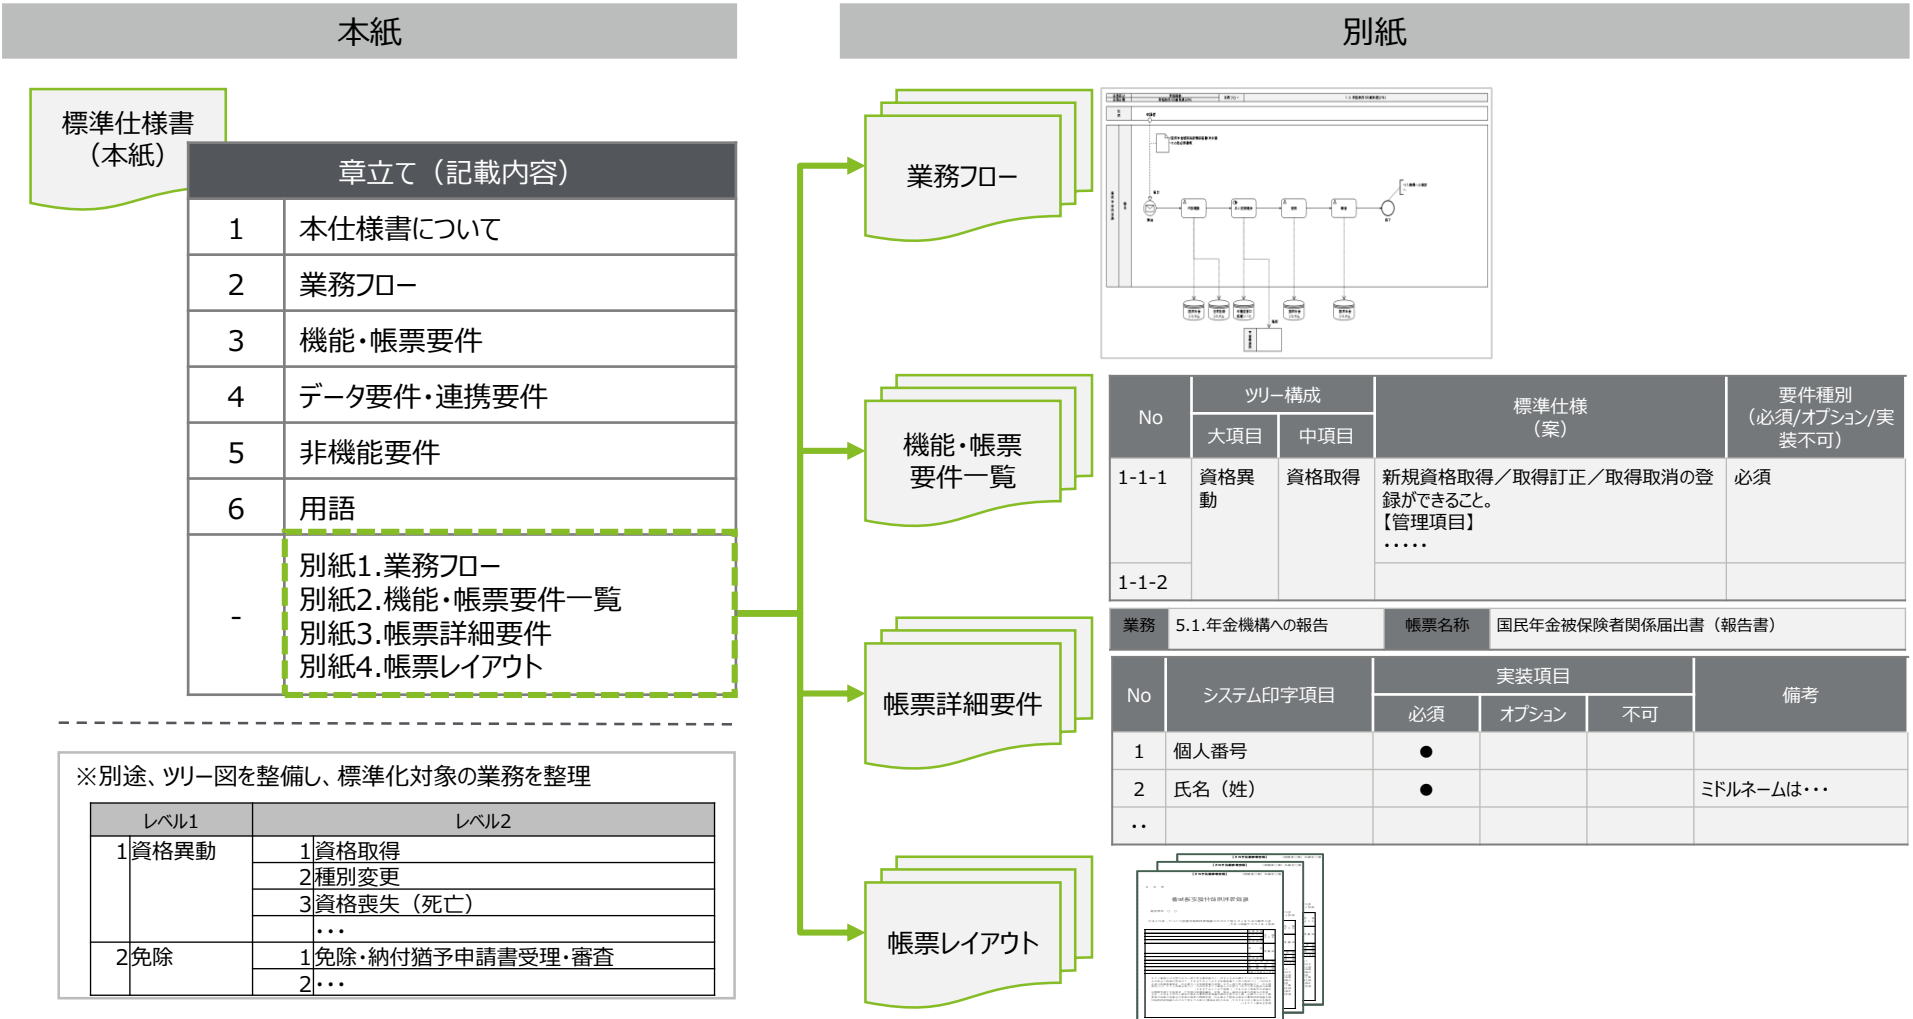 本紙
別紙
標準仕様書
（本紙）
章立て（記載内容）
1 本仕様書について
2 業務フロー
3 機能・帳票要件
4 データ要件・連携要件
5 非機能要件
6 用語
- 別紙1.業務フロー
別紙2.機能・帳票要件一覧
別紙3.帳票詳細要件
別紙4.帳票レイアウト
※別途、ツリー図を整備し、標準化対象の業務を整理
レベル1 レベル2
1 資格異動 1 資格取得
2 種別変更
3 資格喪失（死亡）
・・・
2 免除 1 免除・納付猶予申請書受理・審査
2 ・・・
業務フロー
機能・帳票
要件一覧
No ツリー構成 標準仕様
（案） 要件種別
（必須/オプション/実
装不可）
大項目 中項目
1-1-1 資格異
動 資格取得 新規資格取得／取得訂正／取得取消の登
録ができること。
【管理項目】
・・・・・ 必須
1-1-2
帳票詳細要件
業務 5.1.年金機構への報告 帳票名称 国民年金被保険者関係届出書（報告書）
No システム印字項目 実装項目 備考
必須 オプション 不可
1 個人番号 ●
2 氏名（姓） ● ミドルネームは・・・
・・
帳票レイアウト